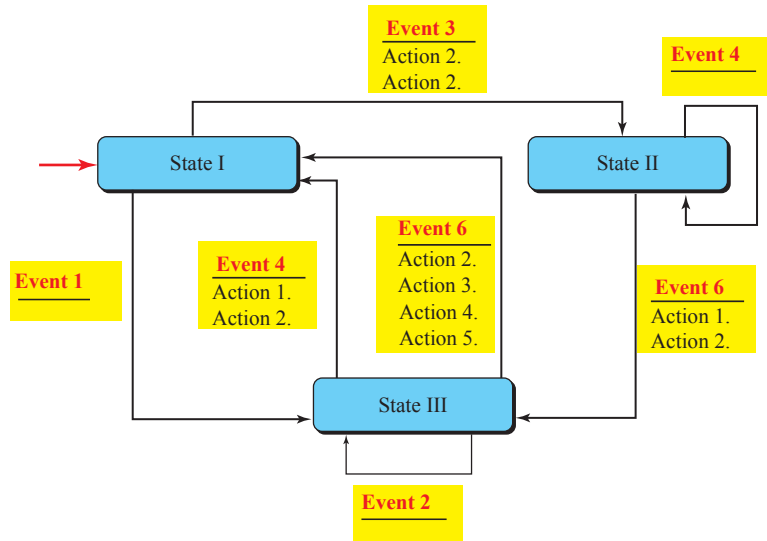 Event 3
Action 2.
Action 2.
Event 4
State I
State II
Event 1
Event 4
Action 1.
Action 2.
Event 6
Action 2.
Action 3.
Action 4.
Action 5.
Event 6
Action 1.
Action 2.
State III
Event 2